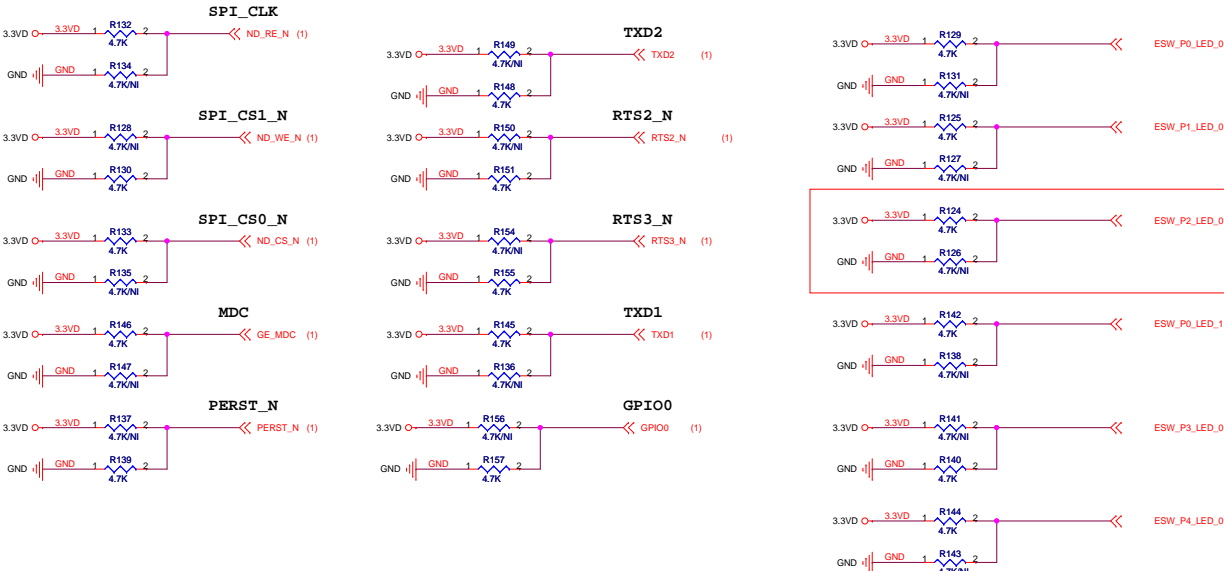 SPI_CLK
3.3VD 3.3VD 1 R132 2 ND_RE_N (1)
4.7K
GND GND 1 R134 2
4.7K/NI
SPI_CS1_N
3.3VD 3.3VD 1 R128 2 ND_WE_N (1)
4.7K/NI
GND GND 1 R130 2
4.7K
SPI_CS0_N
3.3VD 3.3VD 1 R133 2 ND_CS_N (1)
4.7K
GND GND 1 R135 2
4.7K/NI
MDC
3.3VD 3.3VD 1 R146 2 GE_MDC (1)
4.7K
GND GND 1 R147 2
4.7K/NI
PERST_N
3.3VD 3.3VD 1 R137 2 PERST_N (1)
4.7K/NI
GND GND 1 R139 2
4.7K
TXD2
3.3VD 3.3VD 1 R149 2 TXD2 (1)
4.7K/NI
GND GND 1 R148 2
4.7K
RTS2_N
3.3VD 3.3VD 1 R150 2 RTS2_N (1)
4.7K/NI
GND GND 1 R151 2
4.7K
RTS3_N
3.3VD 3.3VD 1 R154 2 RTS3_N (1)
4.7K/NI
GND GND 1 R155 2
4.7K
TXD1
3.3VD 3.3VD 1 R145 2 TXD1 (1)
4.7K
GND GND 1 R136 2
4.7K/NI
GPIO0
3.3VD 3.3VD 1 R156 2 GPIO0 (1)
4.7K/NI
GND GND 1 R157 2
4.7K
3.3VD 3.3VD 1 R129 2 ESW_P0_LED_0
4.7K
GND GND 1 R131 2
4.7K/NI
3.3VD 3.3VD 1 R125 2 ESW_P1_LED_0
4.7K
GND GND 1 R127 2
4.7K/NI
3.3VD 3.3VD 1 R124 2 ESW_P2_LED_0
4.7K
GND GND 1 R126 2
4.7K/NI
3.3VD 3.3VD 1 R142 2 ESW_P0_LED_1
4.7K
GND GND 1 R138 2
4.7K/NI
3.3VD 3.3VD 1 R141 2 ESW_P3_LED_0
4.7K/NI
GND GND 1 R140 2
4.7K
3.3VD 3.3VD 1 R144 2 ESW_P4_LED_0
4.7K
GND GND 1 R143 2
4.7K/NI